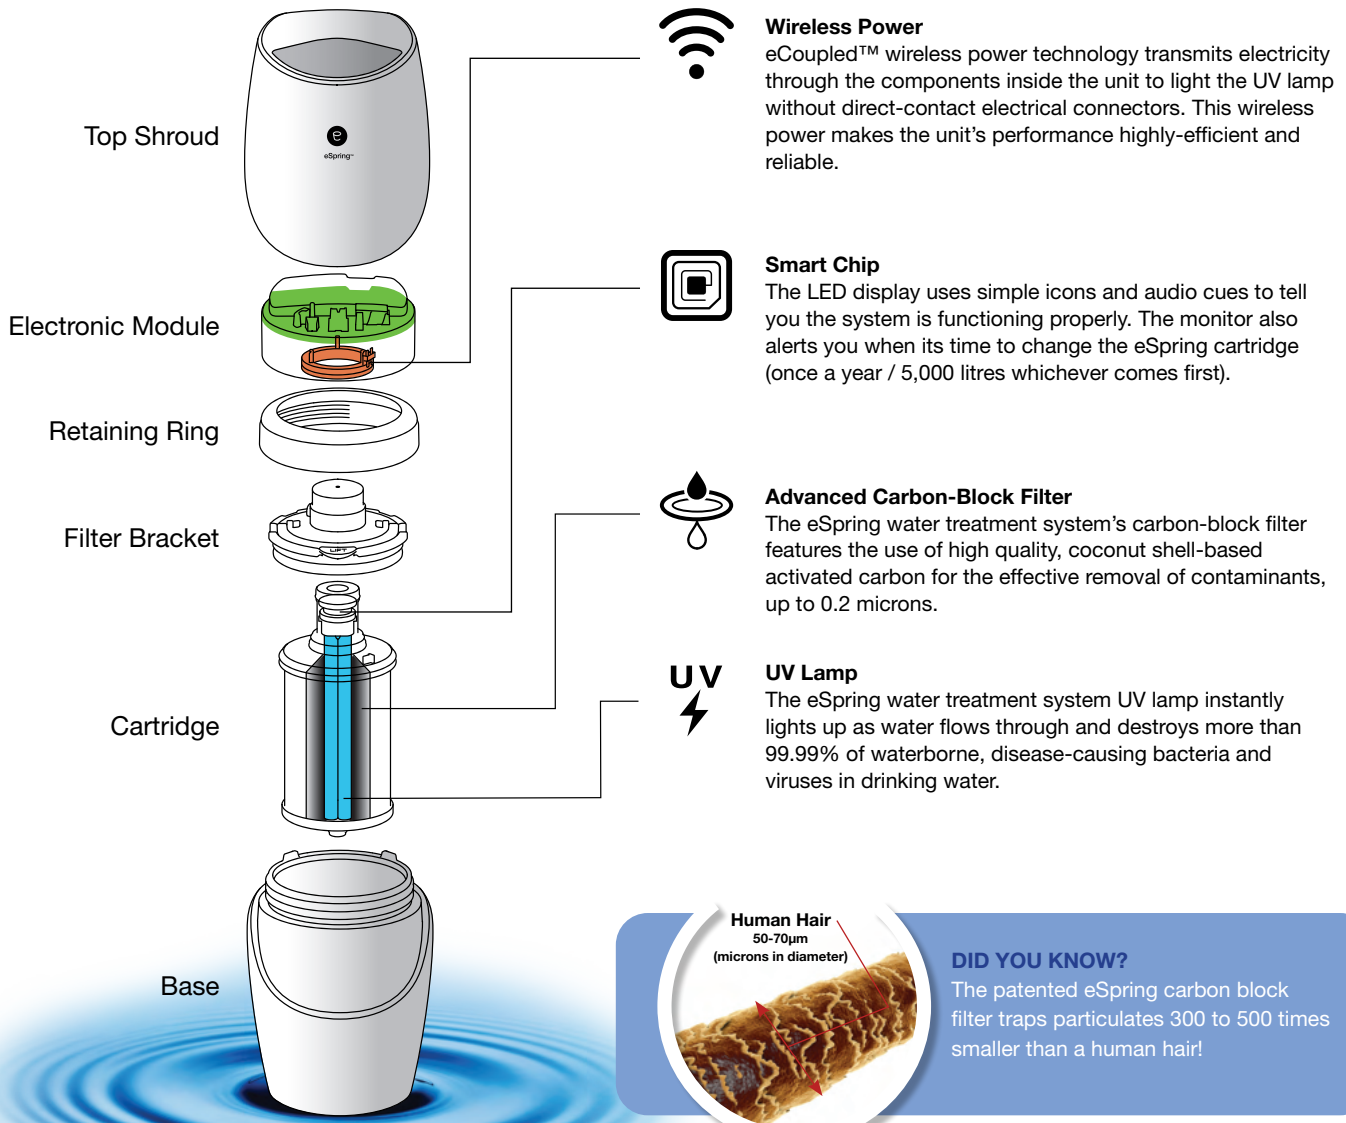 Top Shroud
e
eSpring™
Electronic Module
Retaining Ring
Filter Bracket
LIFT
Cartridge
Base
Wireless Power
eCoupled™ wireless power technology transmits electricity
through the components inside the unit to light the UV lamp
without direct-contact electrical connectors. This wireless
power makes the unit's performance highly-efficient and
reliable.
Smart Chip
The LED display uses simple icons and audio cues to tell
you the system is functioning properly. The monitor also
alerts you when its time to change the eSpring cartridge
(once a year / 5,000 litres whichever comes first).
Advanced Carbon-Block Filter
The eSpring water treatment system's carbon-block filter
features the use of high quality, coconut shell-based
activated carbon for the effective removal of contaminants,
up to 0.2 microns.
UV
UV Lamp
The eSpring water treatment system UV lamp instantly
lights up as water flows through and destroys more than
99.99% of waterborne, disease-causing bacteria and
viruses in drinking water.
Human Hair
50-70µm
(microns in diameter)
DID YOU KNOW?
The patented eSpring carbon block
filter traps particulates 300 to 500 times
smaller than a human hair!